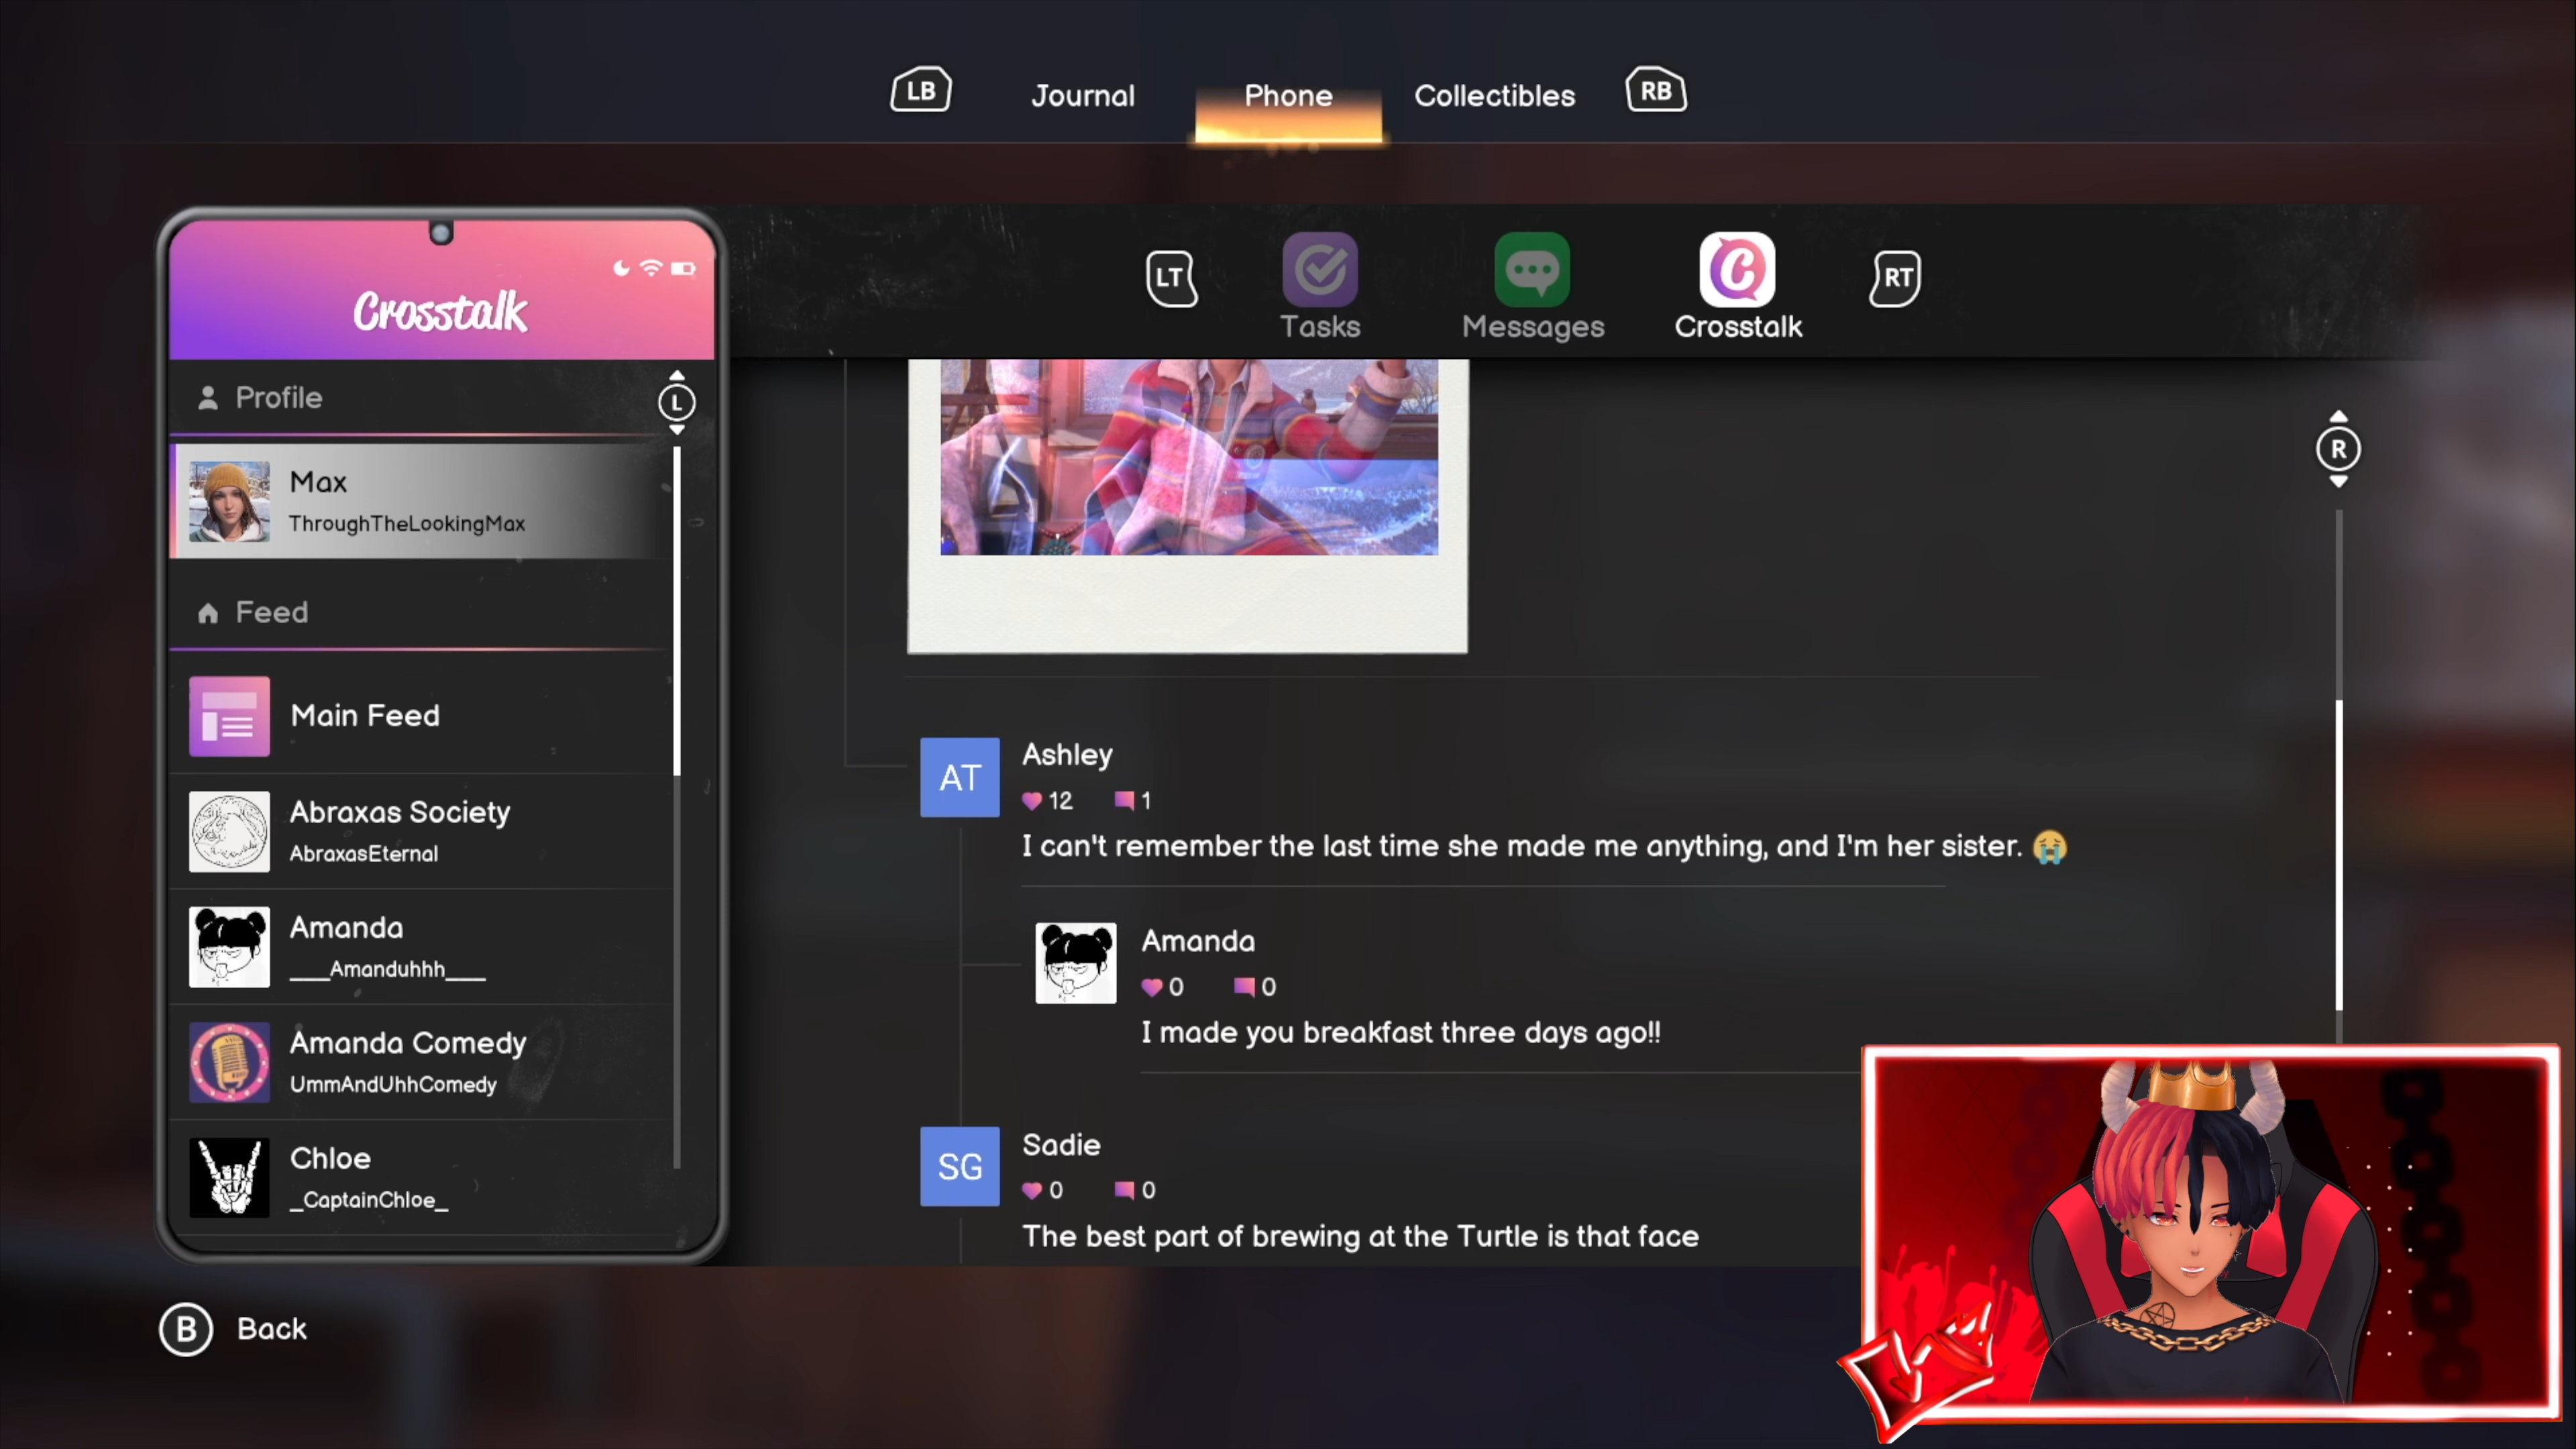 LB
Journal
Phone
Collectibles
RB
Crosstalk
Profile
L
Max
ThroughTheLookingMax
Feed
Main Feed
Abraxas Society
AbraxasEternal
Amanda
___Amanduhhh___
Amanda Comedy
UmmAndUhhComedy
Chloe
_CaptainChloe_
LT
Tasks
Messages
Crosstalk
RT
R
AT
Ashley
12
1
I can't remember the last time she made me anything, and I'm her sister. 😭
Amanda
0
0
I made you breakfast three days ago!!
SG
Sadie
0
0
The best part of brewing at the Turtle is that face
B
Back